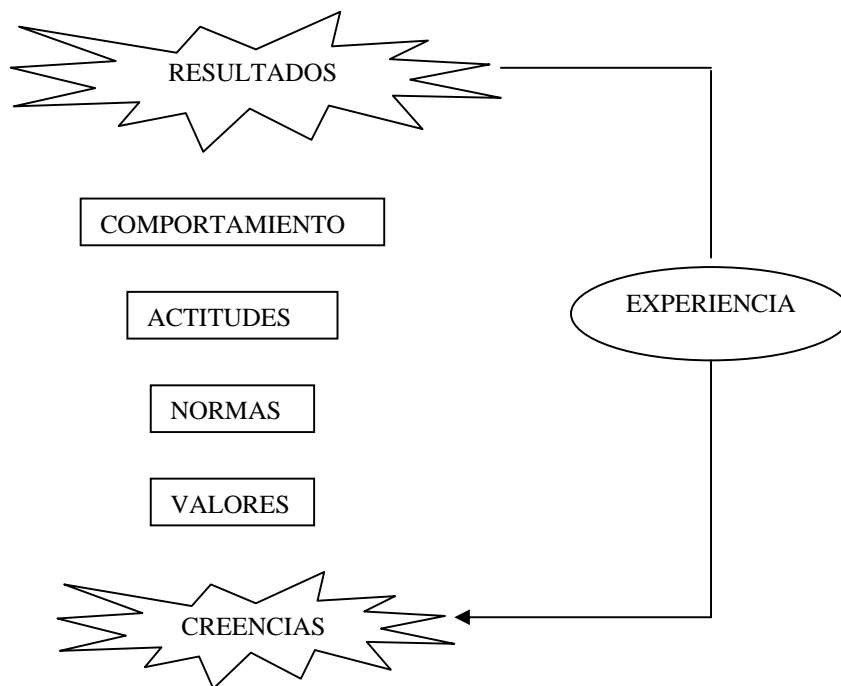 RESULTADOS
COMPORTAMIENTO
EXPERIENCIA
ACTITUDES
NORMAS
VALORES
CREENCIAS